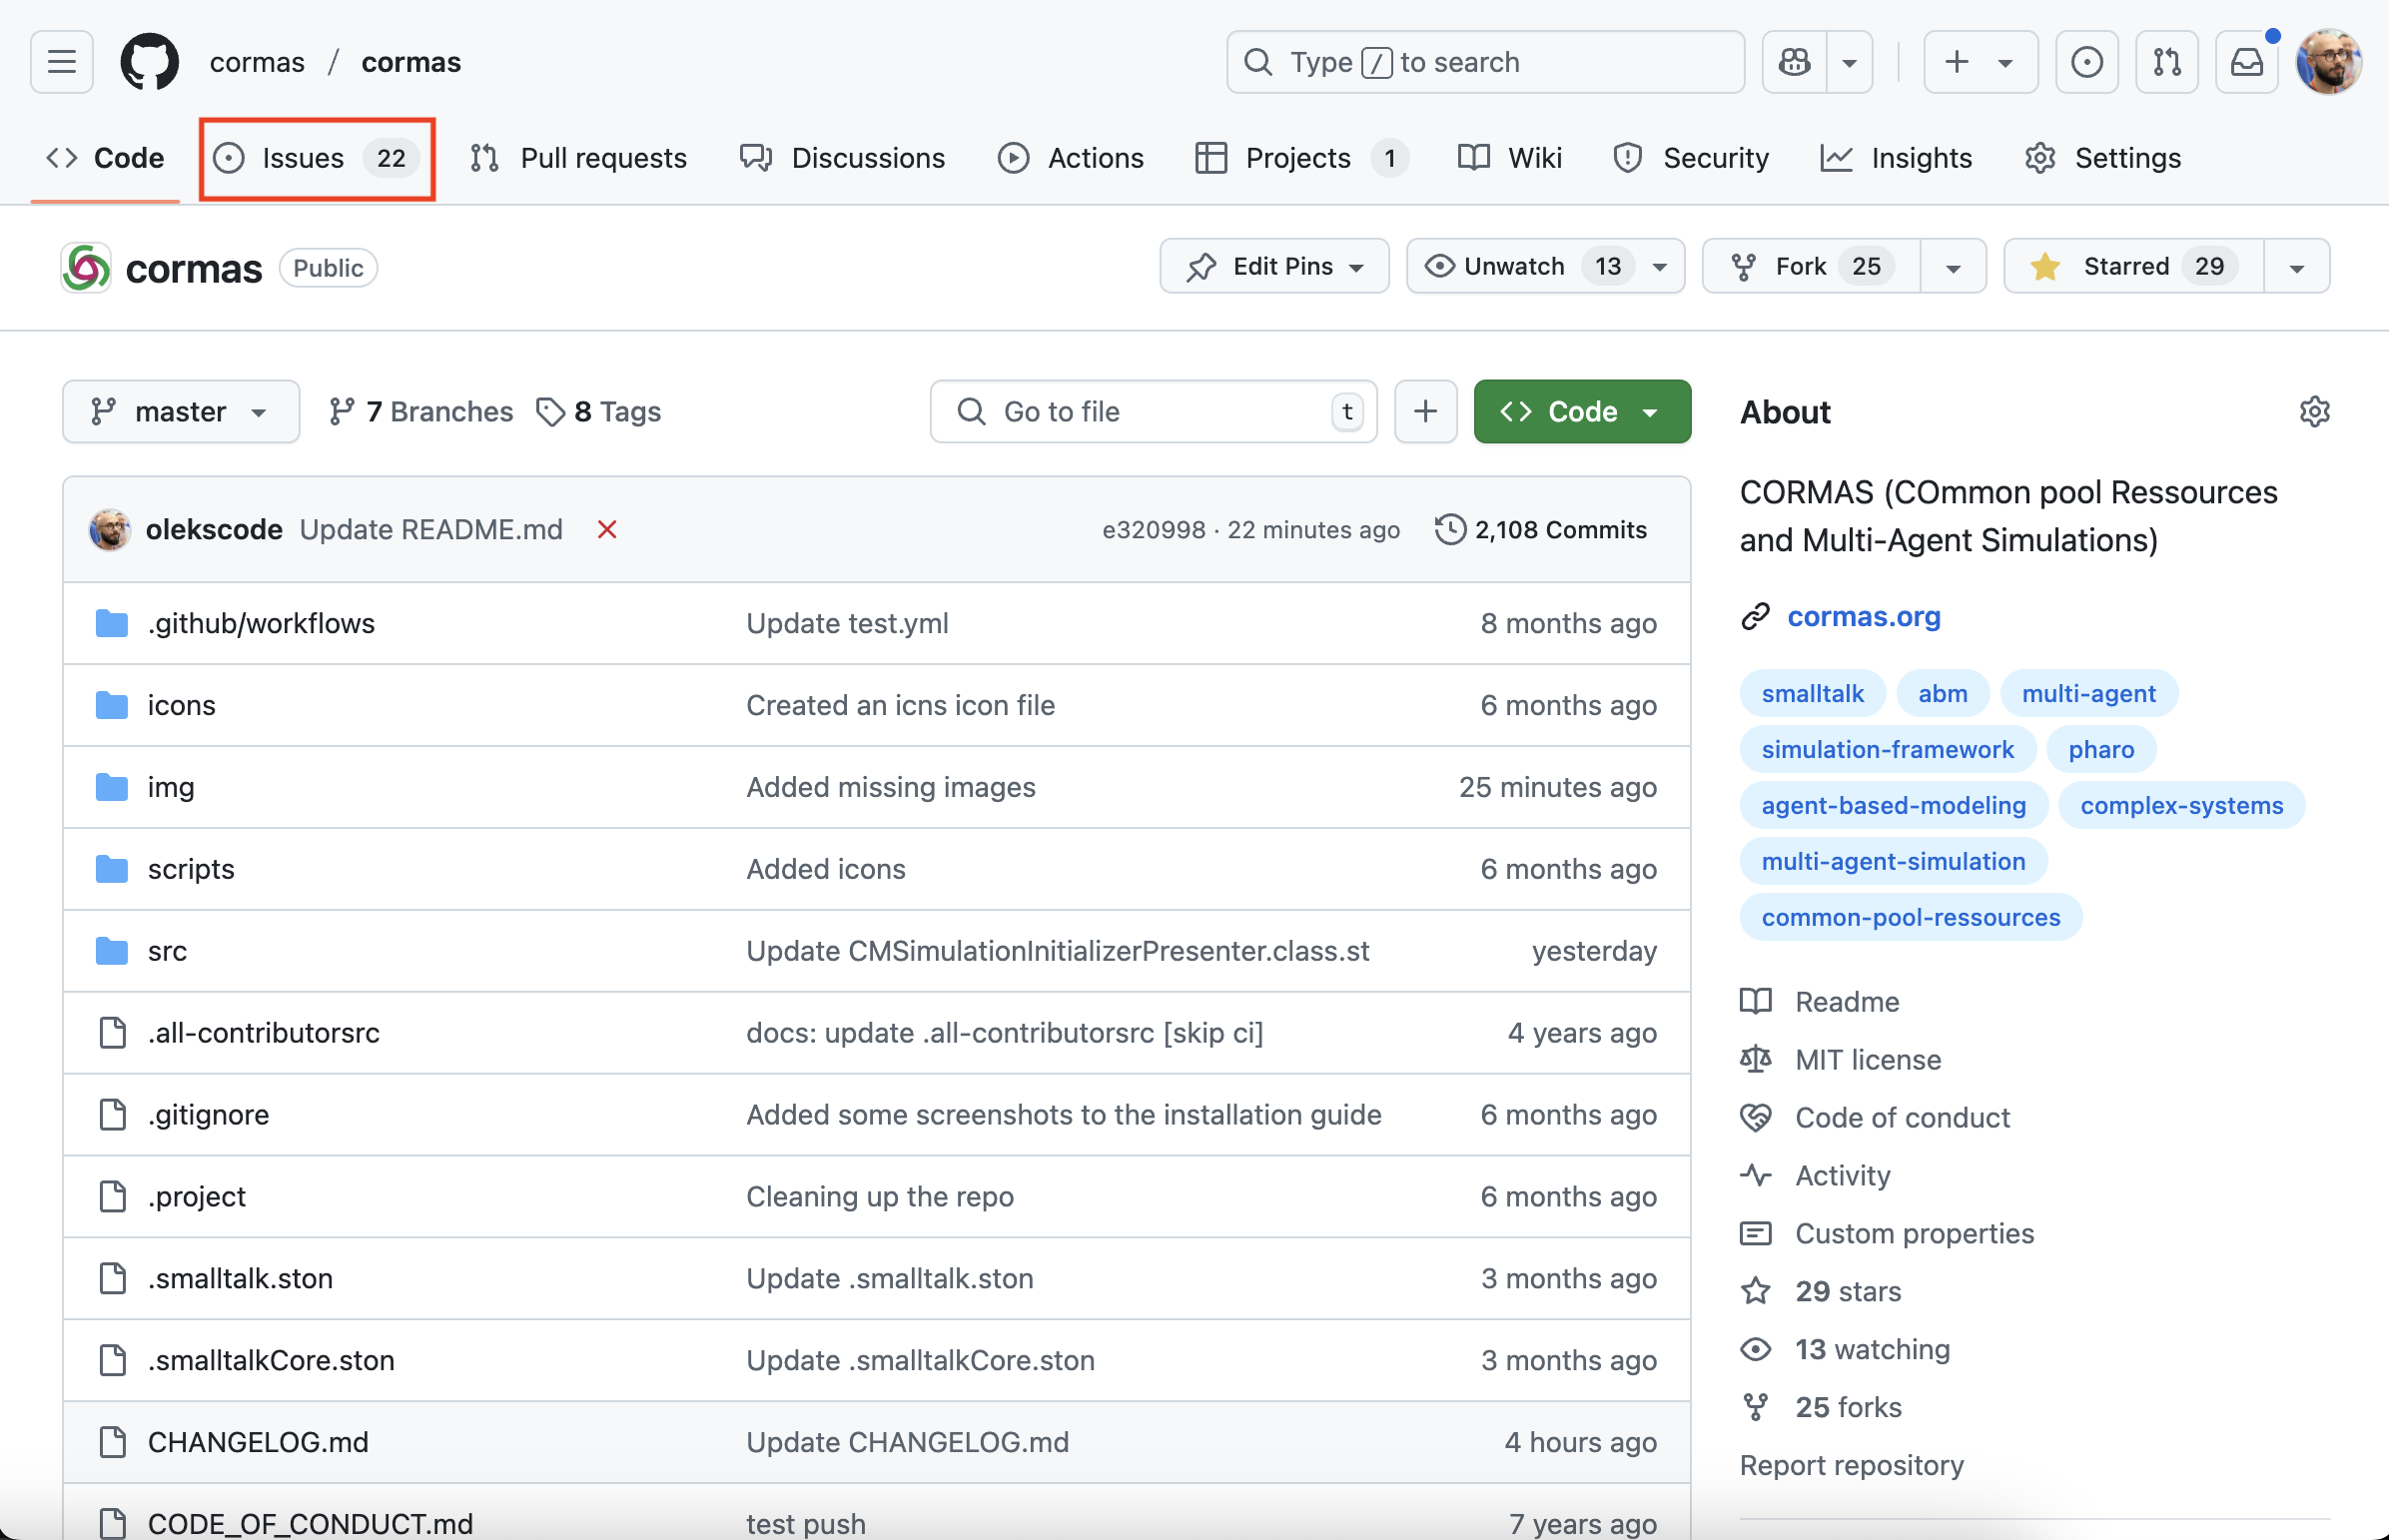 cormas / cormas
Type / to search
Code
Issues 22
Pull requests
Discussions
Actions
Projects 1
Wiki
Security
Insights
Settings
cormas Public
Edit Pins
Unwatch 13
Fork 25
Starred 29
master
7 Branches
8 Tags
Go to file t
Code
olekscode Update README.md e320998 · 22 minutes ago 2,108 Commits
.github/workflows Update test.yml 8 months ago
icons Created an icns icon file 6 months ago
img Added missing images 25 minutes ago
scripts Added icons 6 months ago
src Update CMSimulationInitializerPresenter.class.st yesterday
.all-contributorsrc docs: update .all-contributorsrc [skip ci] 4 years ago
.gitignore Added some screenshots to the installation guide 6 months ago
.project Cleaning up the repo 6 months ago
.smalltalk.ston Update .smalltalk.ston 3 months ago
.smalltalkCore.ston Update .smalltalkCore.ston 3 months ago
CHANGELOG.md Update CHANGELOG.md 4 hours ago
CODE_OF_CONDUCT.md test push 7 years ago
About
CORMAS (COmmon pool Ressources
and Multi-Agent Simulations)
cormas.org
smalltalk abm multi-agent
simulation-framework pharo
agent-based-modeling complex-systems
multi-agent-simulation
common-pool-ressources
Readme
MIT license
Code of conduct
Activity
Custom properties
29 stars
13 watching
25 forks
Report repository